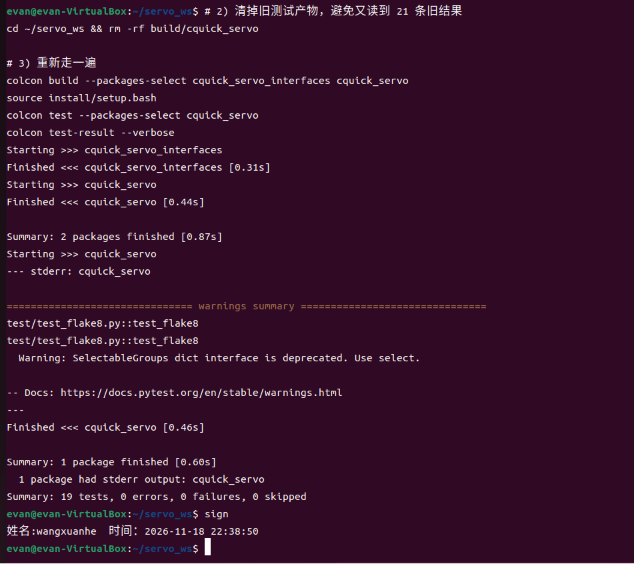 evan@evan-VirtualBox:~/servo_ws$ # 2) 清掉旧测试产物，避免又读到 21 条旧结果
cd ~/servo_ws && rm -rf build/cquick_servo
# 3) 重新走一遍
colcon build --packages-select cquick_servo_interfaces cquick_servo
source install/setup.bash
colcon test --packages-select cquick_servo
colcon test-result --verbose
Starting >>> cquick_servo_interfaces
Finished <<< cquick_servo_interfaces [0.31s]
Starting >>> cquick_servo
Finished <<< cquick_servo [0.44s]
Summary: 2 packages finished [0.87s]
Starting >>> cquick_servo
--- stderr: cquick_servo
=============================== warnings summary ===============================
test/test_flake8.py::test_flake8
test/test_flake8.py::test_flake8
  Warning: SelectableGroups dict interface is deprecated. Use select.
-- Docs: https://docs.pytest.org/en/stable/warnings.html
---
Finished <<< cquick_servo [0.46s]
Summary: 1 package finished [0.60s]
  1 package had stderr output: cquick_servo
Summary: 19 tests, 0 errors, 0 failures, 0 skipped
evan@evan-VirtualBox:~/servo_ws$ sign
姓名:wangxuanhe  时间：2026-11-18 22:38:50
evan@evan-VirtualBox:~/servo_ws$